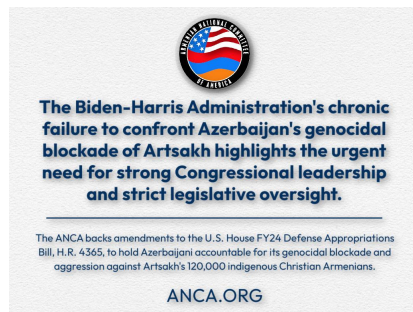 ARMENIAN NATIONAL COMMITTEE
OF AMERICA
The Biden-Harris Administration's chronic
failure to confront Azerbaijan's genocidal
blockade of Artsakh highlights the urgent
need for strong Congressional leadership
and strict legislative oversight.
The ANCA backs amendments to the U.S. House FY24 Defense Appropriations
Bill, H.R. 4365, to hold Azerbaijani accountable for its genocidal blockade and
aggression against Artsakh's 120,000 indigenous Christian Armenians.
ANCA.ORG